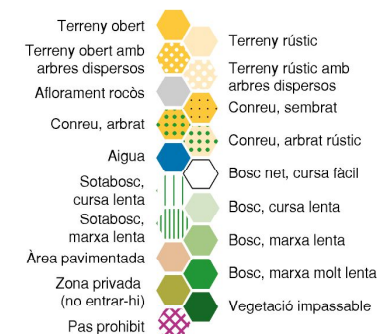 Terreny obert
Terreny rústic
Terreny obert amb
arbres dispersos
Terreny rústic amb
arbres dispersos
Aflorament rocòs
Conreu, sembrat
Conreu, arbrat
Conreu, arbrat rústic
Aigua
Bosc net, cursa fàcil
Sotabosc,
cursa lenta
Bosc, cursa lenta
Sotabosc,
marxa lenta
Bosc, marxa lenta
Àrea pavimentada
Bosc, marxa molt lenta
Zona privada
(no entrar-hi)
Vegetació impassable
Pas prohibit